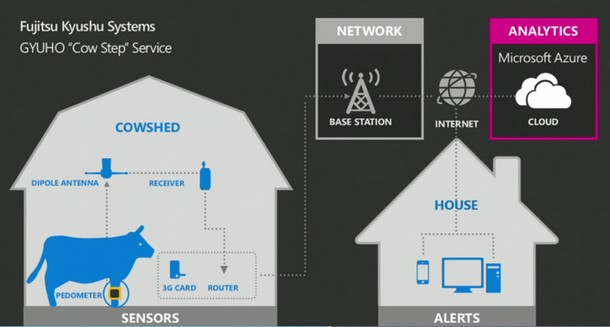 Fujitsu Kyushu Systems
GYUHO "Cow Step" Service
NETWORK
BASE STATION
INTERNET
ANALYTICS
Microsoft Azure
CLOUD
COWSHED
DIPOLE ANTENNA
RECEIVER
PEDOMETER
3G CARD
ROUTER
SENSORS
HOUSE
ALERTS